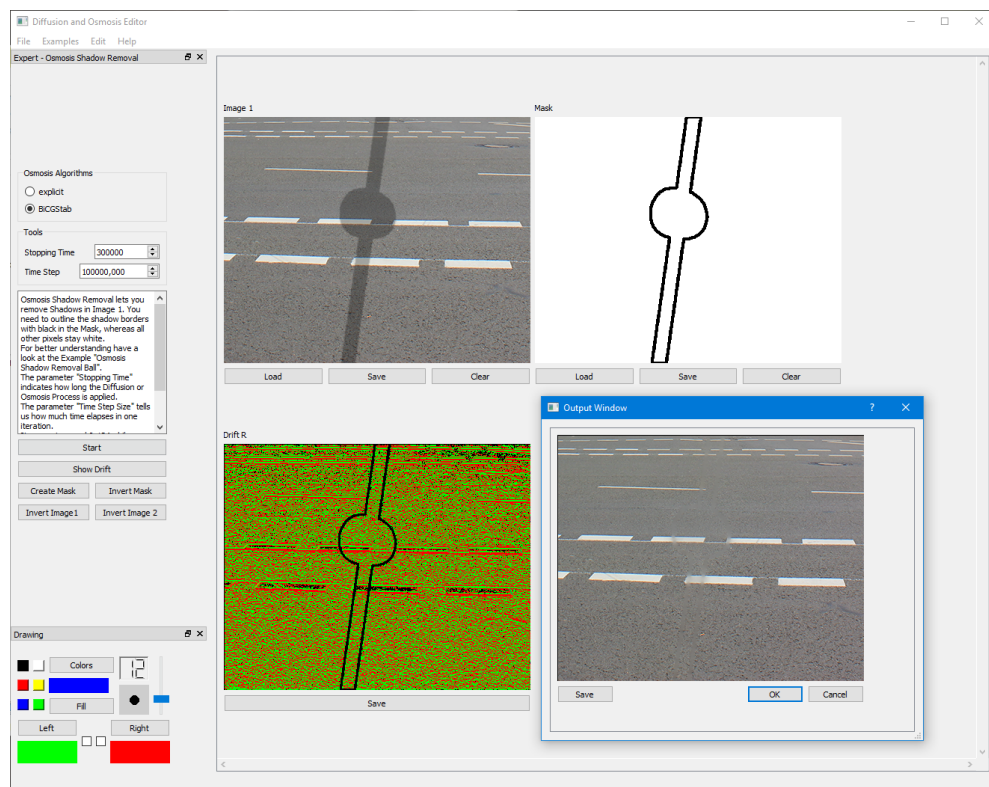 Diffusion and Osmosis Editor
File Examples Edit Help
Expert - Osmosis Shadow Removal
Osmosis Algorithms
explicit
BiCGStab
Tools
Stopping Time 300000
Time Step 100000,000
Osmosis Shadow Removal lets you
remove Shadows in Image 1. You
need to outline the shadow borders
with black in the Mask, whereas all
other pixels stay white.
For better understanding have a
look at the Example "Osmosis
Shadow Removal Ball".
The parameter "Stopping Time"
indicates how long the Diffusion or
Osmosis Process is applied.
The parameter "Time Step Size" tells
us how much time elapses in one
iteration.
Start
Show Drift
Create Mask Invert Mask
Invert Image1 Invert Image 2
Drawing
Colors
12
Fill
Left Right
Image 1
Mask
Load Save Clear
Load Save Clear
Drift R
Save
Output Window
? 
Save OK Cancel